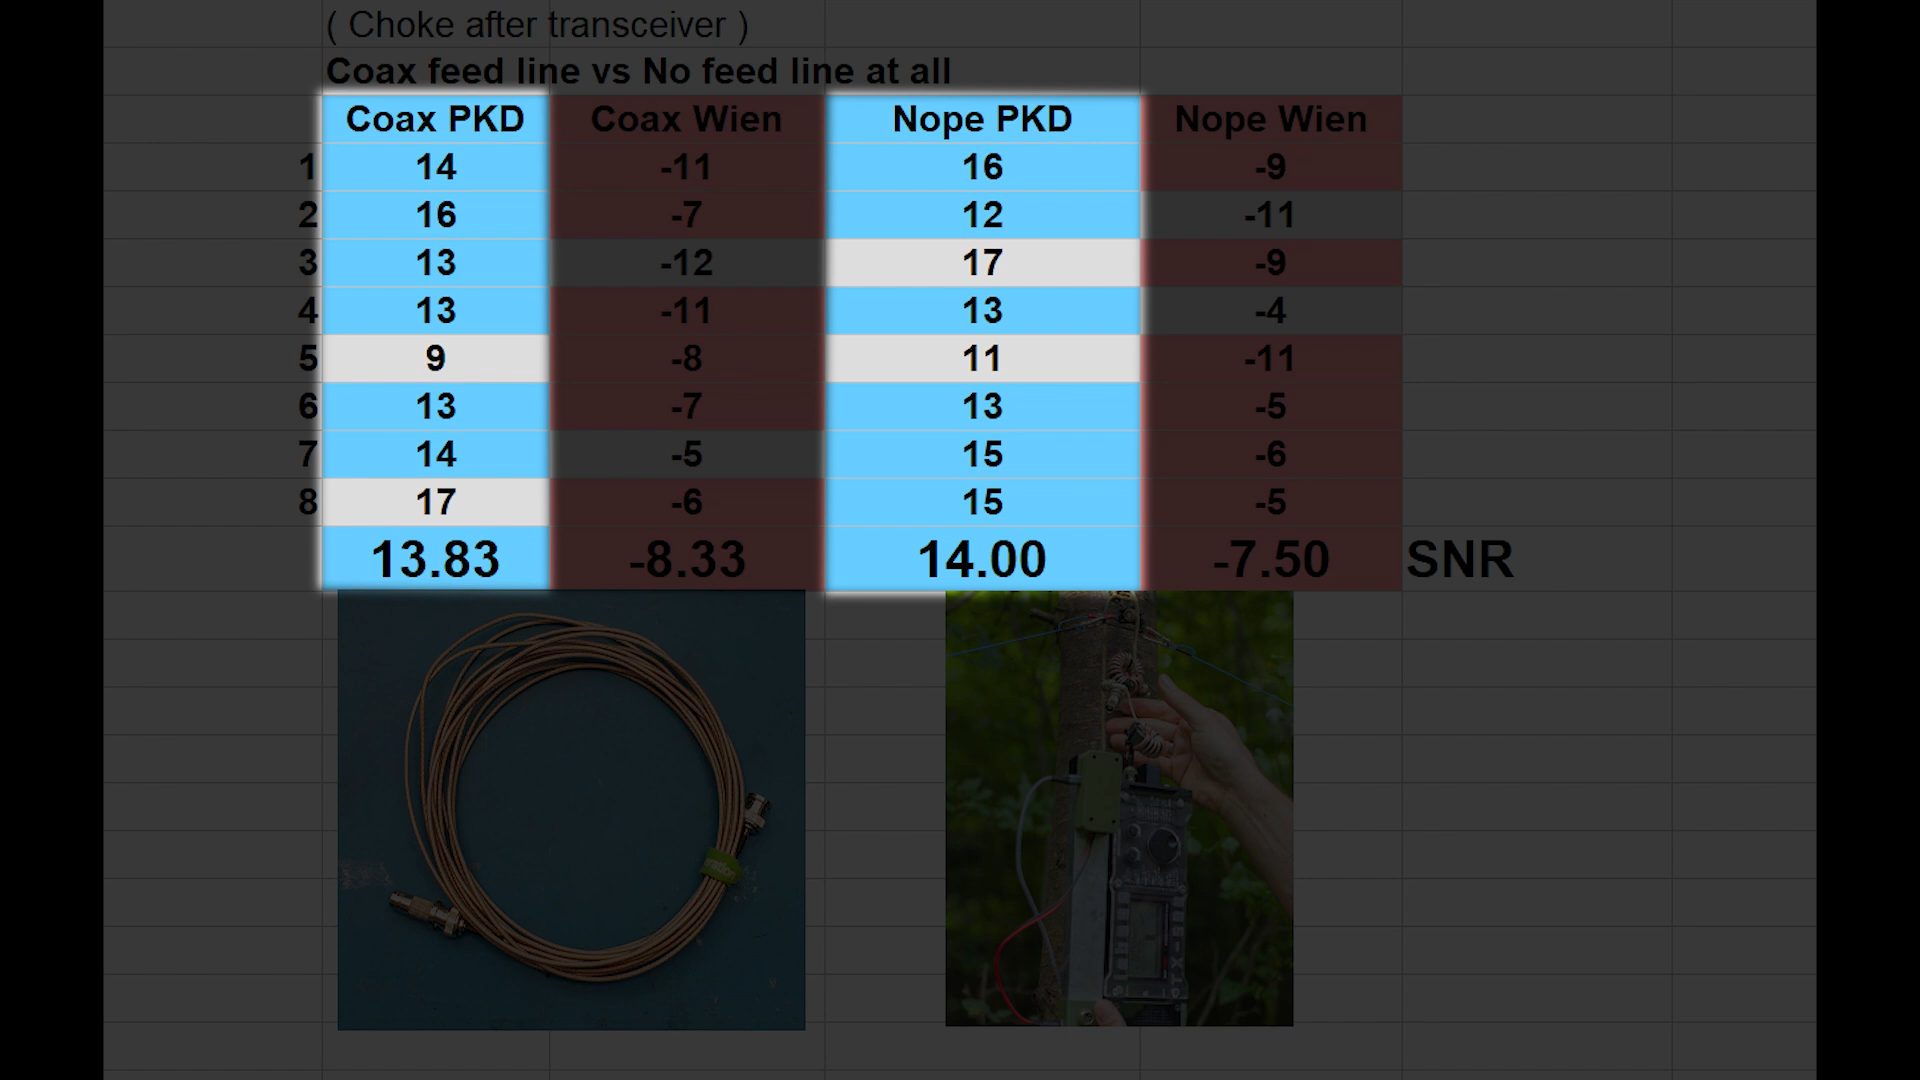 ( Choke after transceiver )
Coax feed line vs No feed line at all
Coax PKD Coax Wien Nope PKD Nope Wien
1 14 -11 16 -9
2 16 -7 12 -11
3 13 -12 17 -9
4 13 -11 13 -4
5 9 -8 11 -11
6 13 -7 13 -5
7 14 -5 15 -6
8 17 -6 15 -5
13.83 -8.33 14.00 -7.50 SNR